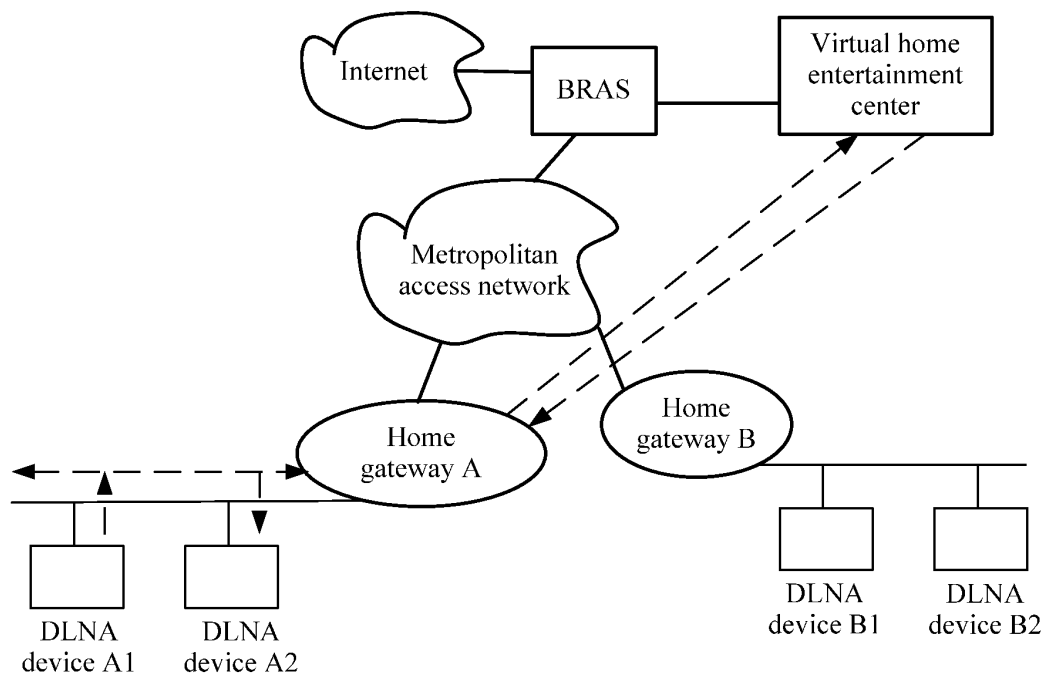 Internet
BRAS
Virtual home
entertainment
center
Metropolitan
access network
Home
gateway A
Home
gateway B
DLNA
device A1
DLNA
device A2
DLNA
device B1
DLNA
device B2